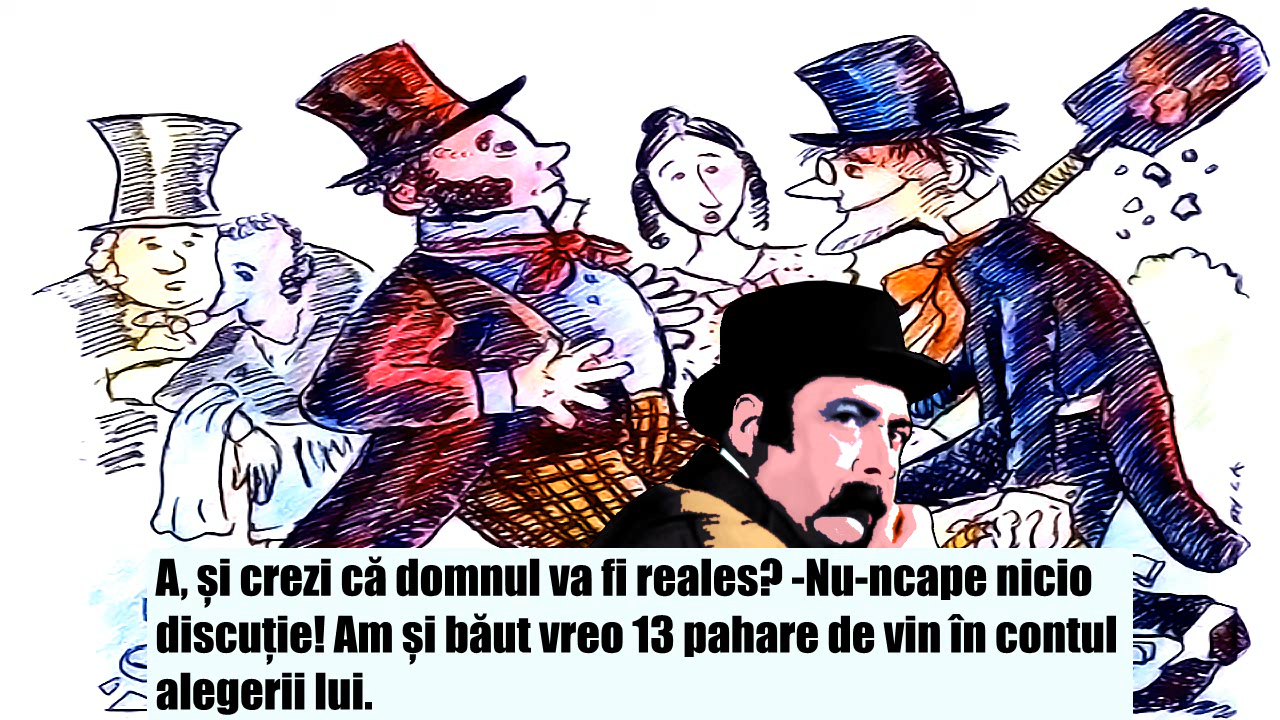 A, și crezi că domnul va fi reales? -Nu-ncape nicio
discuție! Am și băut vreo 13 pahare de vin în contul
alegerii lui.